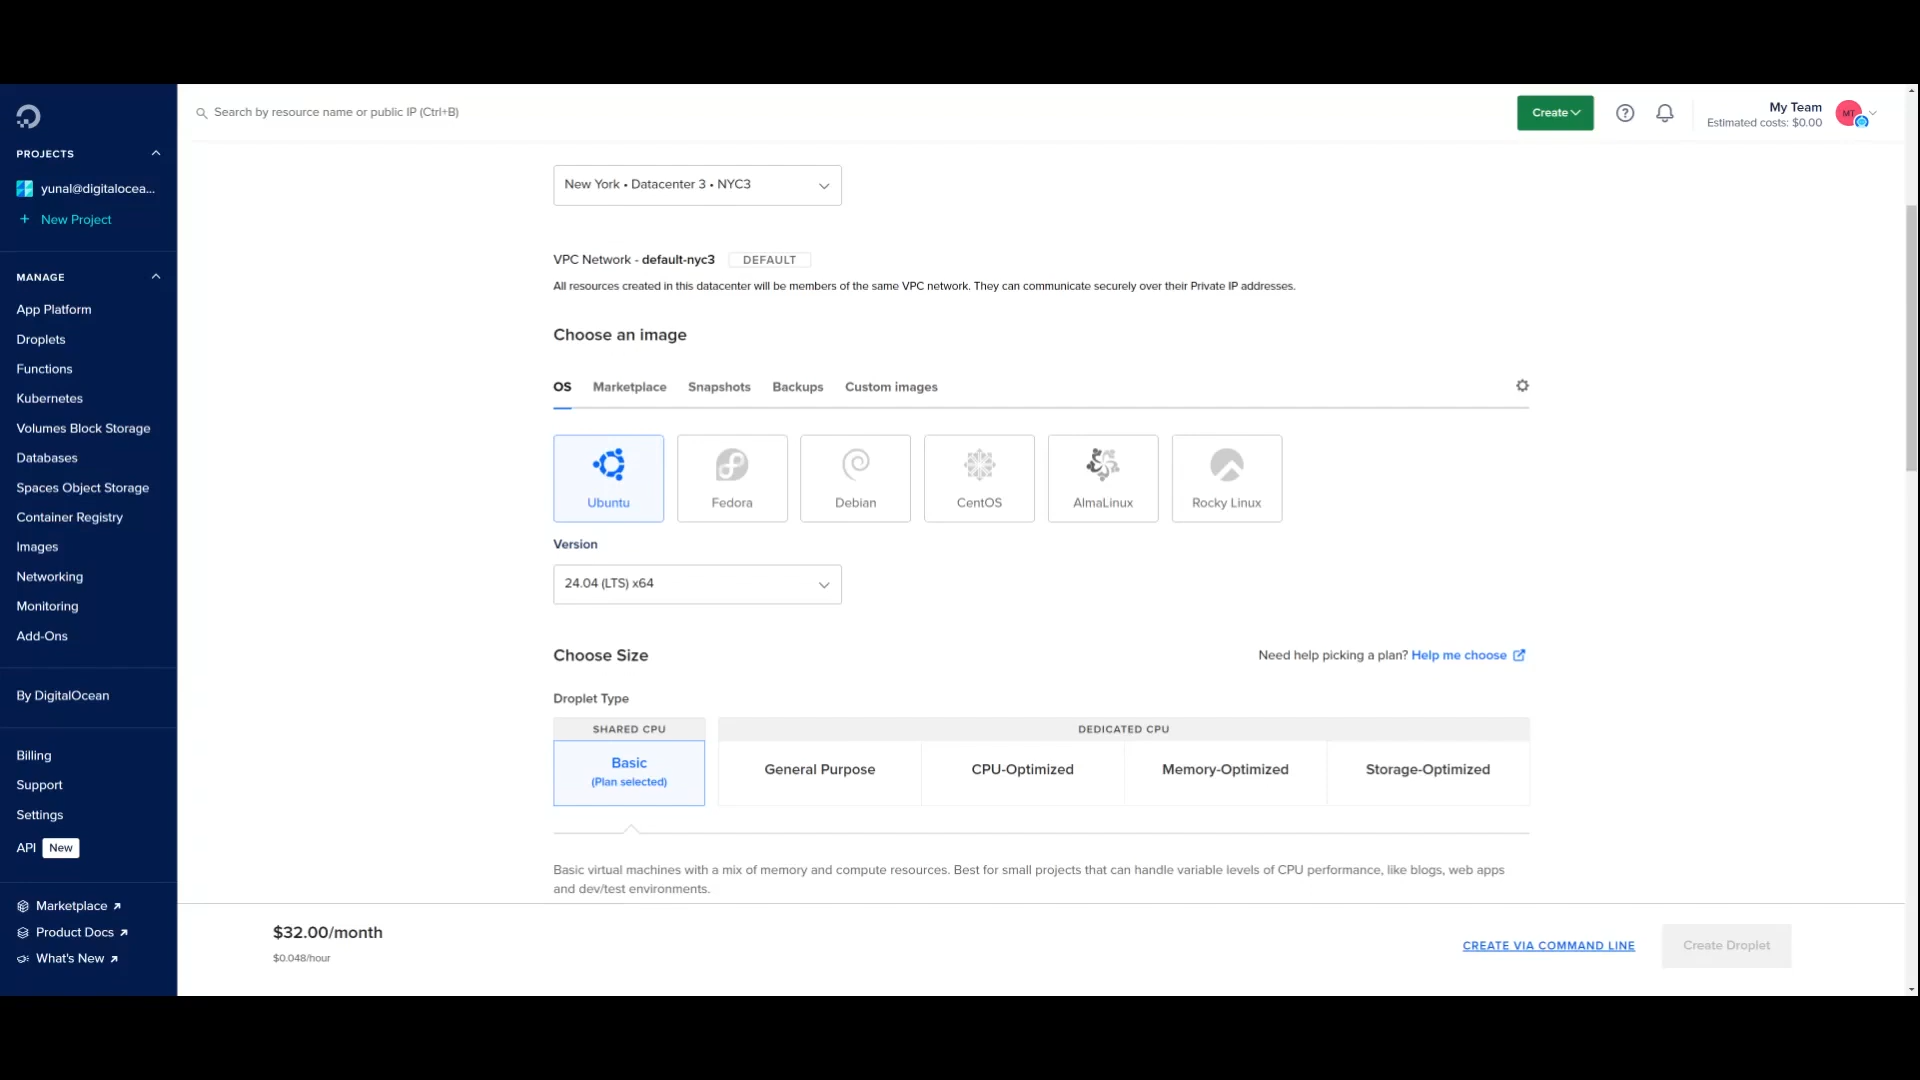 Search by resource name or public IP (Ctrl+B)
Create
My Team
Estimated costs: $0.00
MT
PROJECTS
yunal@digitalocea...
+ New Project
MANAGE
App Platform
Droplets
Functions
Kubernetes
Volumes Block Storage
Databases
Spaces Object Storage
Container Registry
Images
Networking
Monitoring
Add-Ons
By DigitalOcean
Billing
Support
Settings
API New
Marketplace
Product Docs
What's New
New York • Datacenter 3 • NYC3
VPC Network - default-nyc3 DEFAULT
All resources created in this datacenter will be members of the same VPC network. They can communicate securely over their Private IP addresses.
Choose an image
OS Marketplace Snapshots Backups Custom images
Ubuntu Fedora Debian CentOS AlmaLinux Rocky Linux
Version
24.04 (LTS) x64
Choose Size
Need help picking a plan? Help me choose
Droplet Type
SHARED CPU DEDICATED CPU
Basic General Purpose CPU-Optimized Memory-Optimized Storage-Optimized
(Plan selected)
Basic virtual machines with a mix of memory and compute resources. Best for small projects that can handle variable levels of CPU performance, like blogs, web apps
and dev/test environments.
$32.00/month
$0.048/hour
CREATE VIA COMMAND LINE
Create Droplet